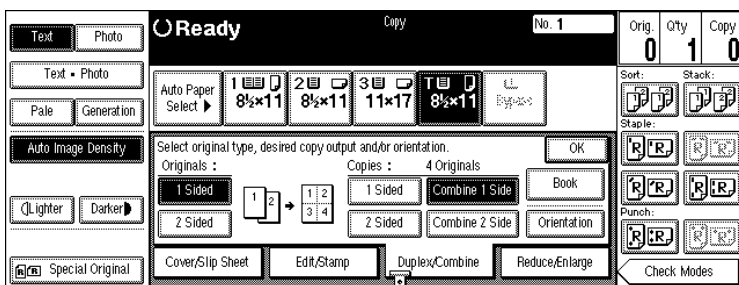 Text Photo
Text • Photo
Pale Generation
Auto Image Density
Lighter Darker
Special Original
Ready
Copy
No. 1
Auto Paper Select ▶
1 8½×11
2 8½×11
3 11×17
T 8½×11
Bypass
Select original type, desired copy output and/or orientation.
OK
Originals : Copies : 4 Originals
1 Sided
1 2 → 1 2
3 4
1 Sided Combine 1 Side Book
2 Sided
2 Sided Combine 2 Side Orientation
Cover/Slip Sheet Edit/Stamp Duplex/Combine Reduce/Enlarge
Orig. Q'ty Copy
0 1 0
Sort: Stack:
Staple:
Punch:
Check Modes